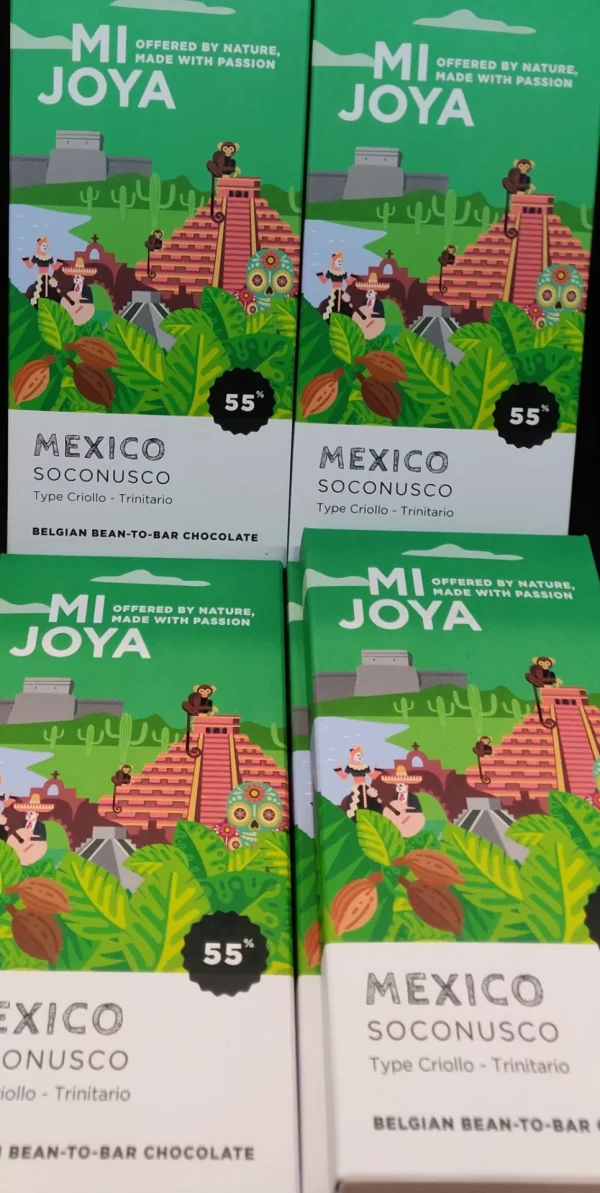 MI
JOYA
OFFERED BY NATURE,
MADE WITH PASSION
55%
MEXICO
SOCONUSCO
Type Criollo - Trinitario
BELGIAN BEAN-TO-BAR CHOCOLATE
MI
JOYA
OFFERED BY NATURE,
MADE WITH PASSION
55%
MEXICO
SOCONUSCO
Type Criollo - Trinitario
MI
JOYA
OFFERED BY NATURE,
MADE WITH PASSION
55%
EXICO
ONUSCO
iollo - Trinitario
BEAN-TO-BAR CHOCOLATE
MI
JOYA
OFFERED BY NATURE,
MADE WITH PASSION
MEXICO
SOCONUSCO
Type Criollo - Trinitario
BELGIAN BEAN-TO-BAR